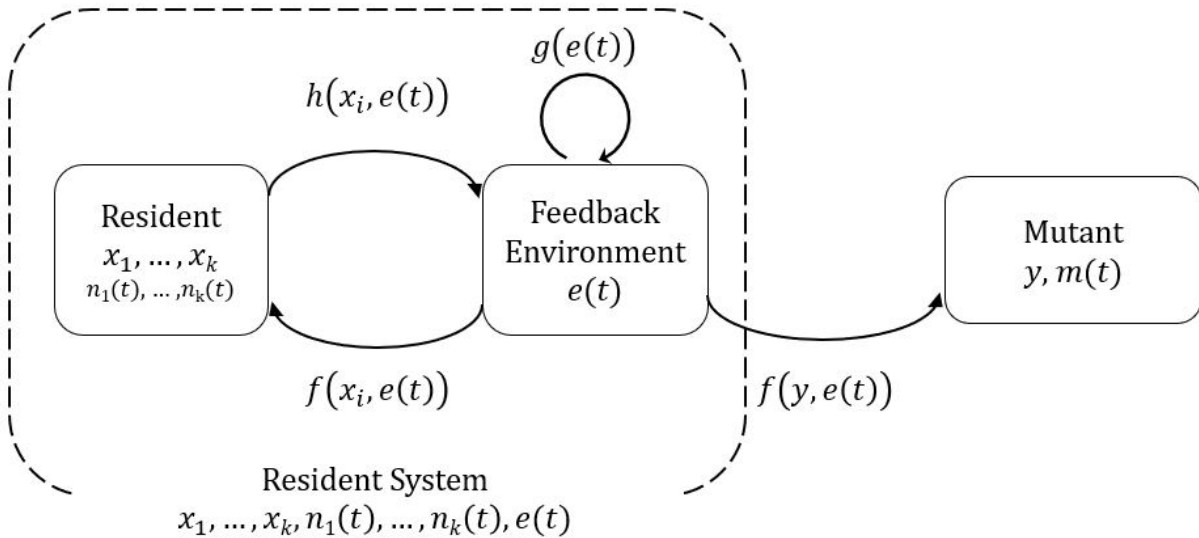 g(e(t))
h(x_i, e(t))
Resident
x_1, …, x_k
n_1(t), … ,n_k(t)
Feedback
Environment
e(t)
Mutant
y, m(t)
f(x_i, e(t))
f(y, e(t))
Resident System
x_1, …, x_k, n_1(t), …, n_k(t), e(t)